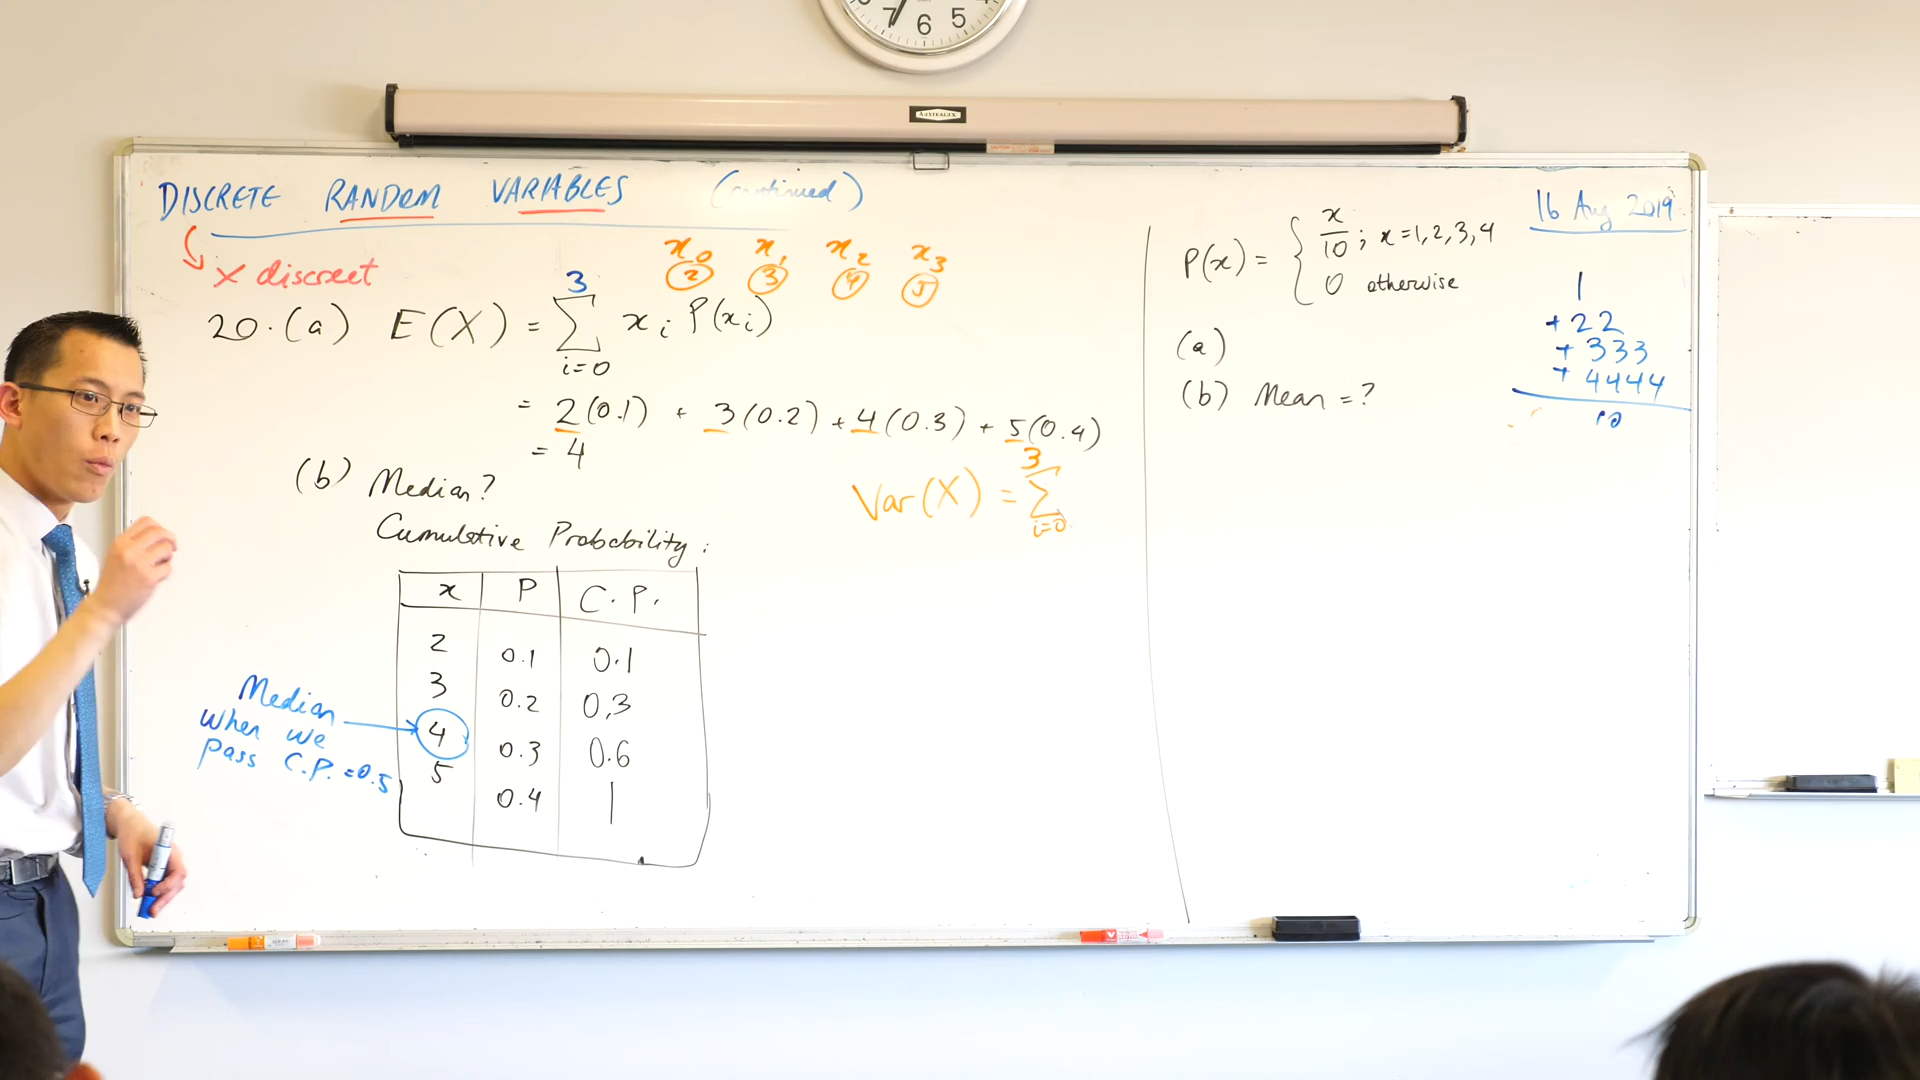 7 6 5
AUSTRALUX
DISCRETE RANDOM VARIABLES (continued)
X discreet
x₀ x₁ x₂ x₃
2 3 4 5
20. (a) E(X) = ∑ xᵢ P(xᵢ)
3
i=0
= 2(0.1) + 3(0.2) + 4(0.3) + 5(0.4)
= 4
(b) Median?
Cumulative Probability:
x P C.P.
2 0.1 0.1
3 0.2 0,3
4 0.3 0.6
5 0.4 1
Median
when we
pass C.P. = 0.5
Var(X) = ∑
3
i=0
P(x) = { x/10 ; x=1,2,3,4
0 otherwise
(a)
(b) Mean = ?
16 Aug 2019
1
+ 22
+ 333
+ 4444
10